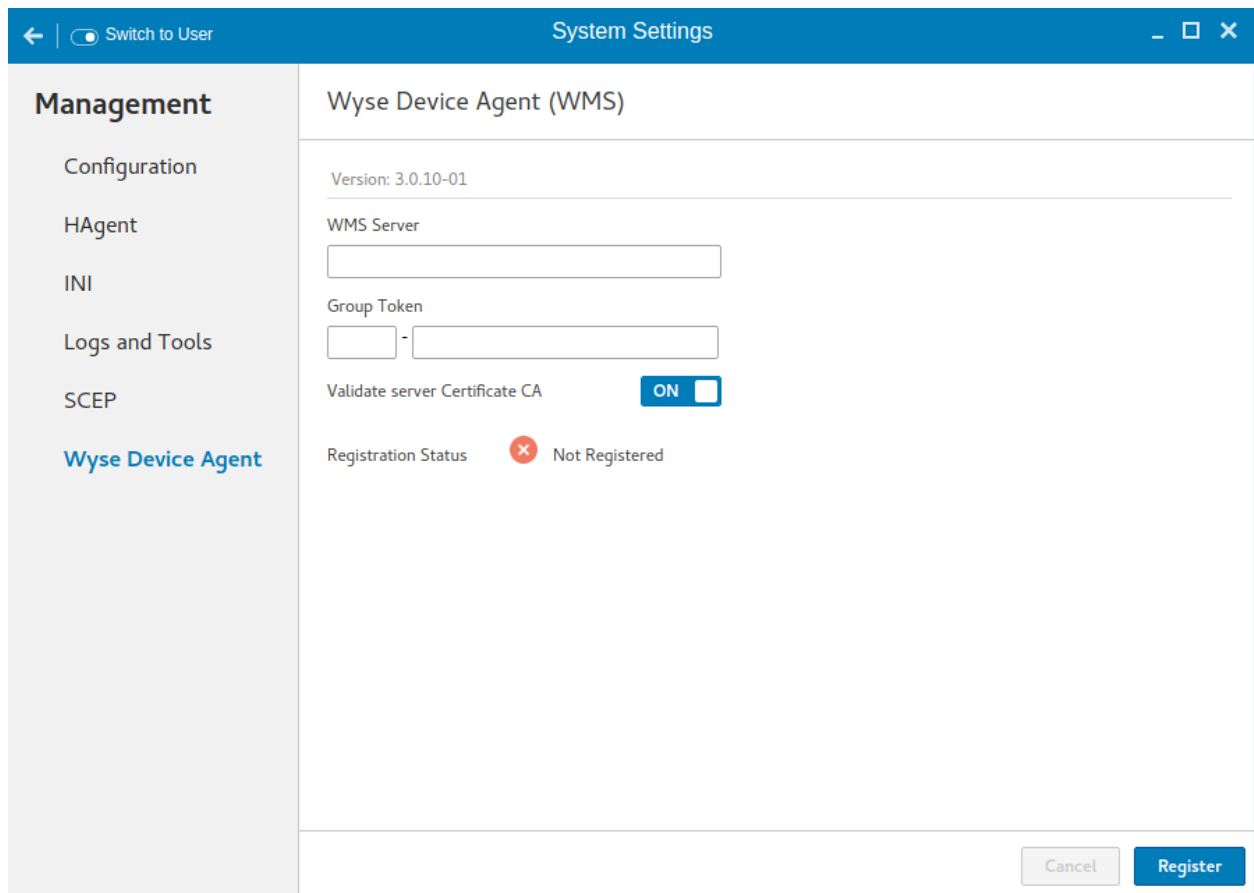 Switch to User
System Settings
Management
Configuration
HAgent
INI
Logs and Tools
SCEP
Wyse Device Agent
Wyse Device Agent (WMS)
Version: 3.0.10-01
WMS Server
Group Token
-
Validate server Certificate CA ON
Registration Status Not Registered
Cancel Register